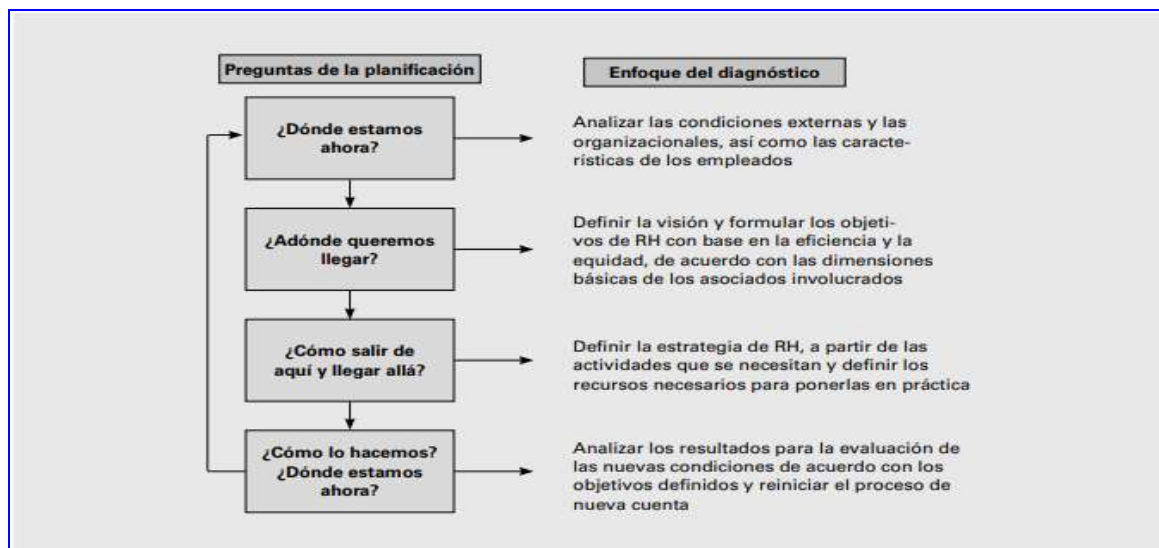 Preguntas de la planificación
Enfoque del diagnóstico
¿Dónde estamos
ahora?
Analizar las condiciones externas y las
organizacionales, así como las caracte-
rísticas de los empleados
¿Adónde queremos
llegar?
Definir la visión y formular los objeti-
vos de RH con base en la eficiencia y la
equidad, de acuerdo con las dimensiones
básicas de los asociados involucrados
¿Cómo salir de
aquí y llegar allá?
Definir la estrategia de RH, a partir de las
actividades que se necesitan y definir los
recursos necesarios para ponerlas en práctica
¿Cómo lo hacemos?
¿Dónde estamos
ahora?
Analizar los resultados para la evaluación de
las nuevas condiciones de acuerdo con los
objetivos definidos y reiniciar el proceso de
nueva cuenta